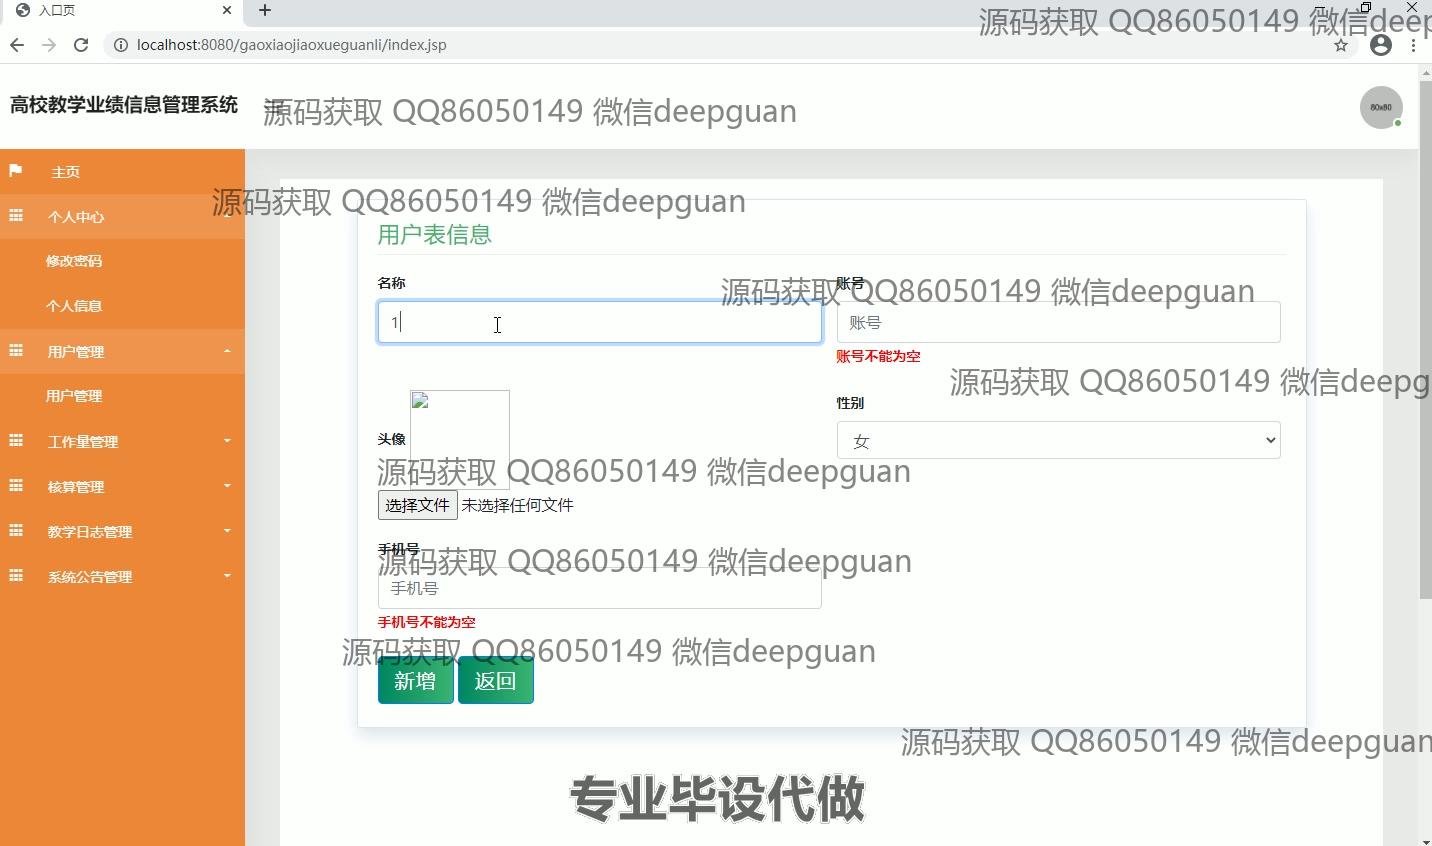 入口页
源码获取 QQ86050149 微信deep
localhost:8080/gaoxiaojiaoxueguanli/index.jsp
高校教学业绩信息管理系统
源码获取 QQ86050149 微信deepguan
80x80
主页
个人中心
源码获取 QQ86050149 微信deepguan
修改密码
个人信息
用户管理
用户管理
工作量管理
核算管理
教学日志管理
系统公告管理
用户表信息
名称
账号
源码获取 QQ86050149 微信deepguan
1
账号
账号不能为空
源码获取 QQ86050149 微信deepg
性别
头像
女
源码获取 QQ86050149 微信deepguan
选择文件 未选择任何文件
手机号
源码获取 QQ86050149 微信deepguan
手机号
手机号不能为空
源码获取 QQ86050149 微信deepguan
新增 返回
源码获取 QQ86050149 微信deepguan
专业毕设代做